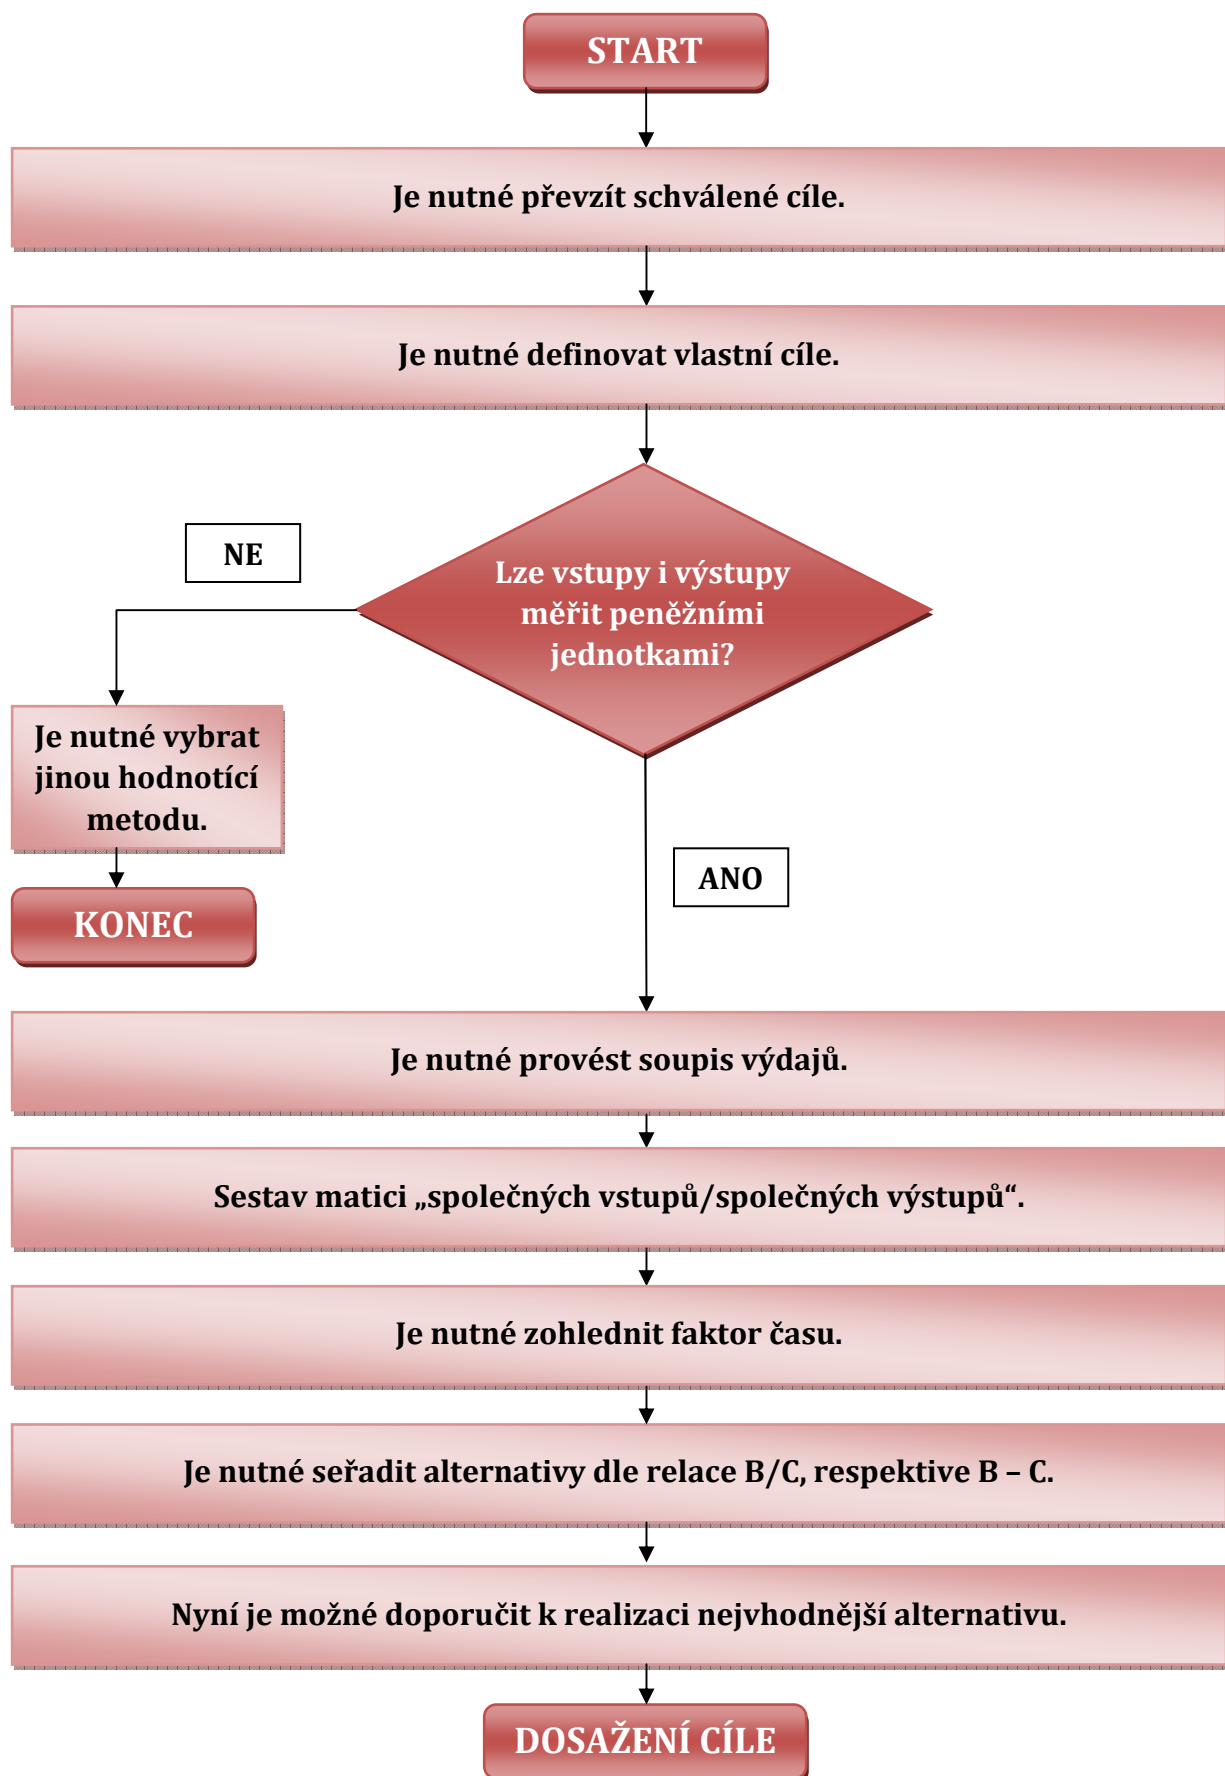 START
Je nutné převzít schválené cíle.
Je nutné definovat vlastní cíle.
NE
Lze vstupy i výstupy
měřit peněžními
jednotkami?
Je nutné vybrat
jinou hodnotící
metodu.
ANO
KONEC
Je nutné provést soupis výdajů.
Sestav matici „společných vstupů/společných výstupů“.
Je nutné zohlednit faktor času.
Je nutné seřadit alternativy dle relace B/C, respektive B – C.
Nyní je možné doporučit k realizaci nejvhodnější alternativu.
DOSAŽENÍ CÍLE